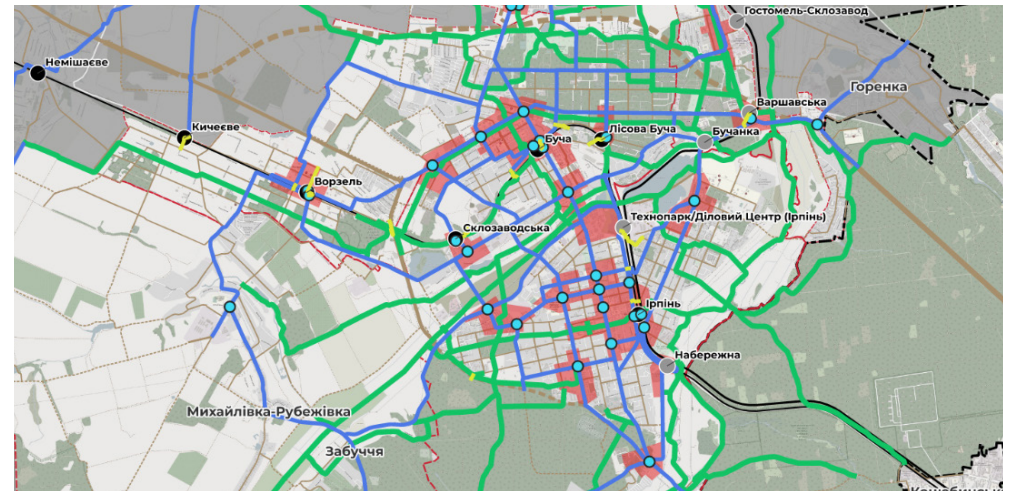 Гостомель-Склозавод
Немішаєве
Горенка
Варшавська
Кичеєве
Лісова Буча
Бучанка
Буча
Ворзель
Технопарк/Діловий Центр (Ірпінь)
Склозаводська
Ірпінь
Набережна
Михайлівка-Рубежівка
Забуччя